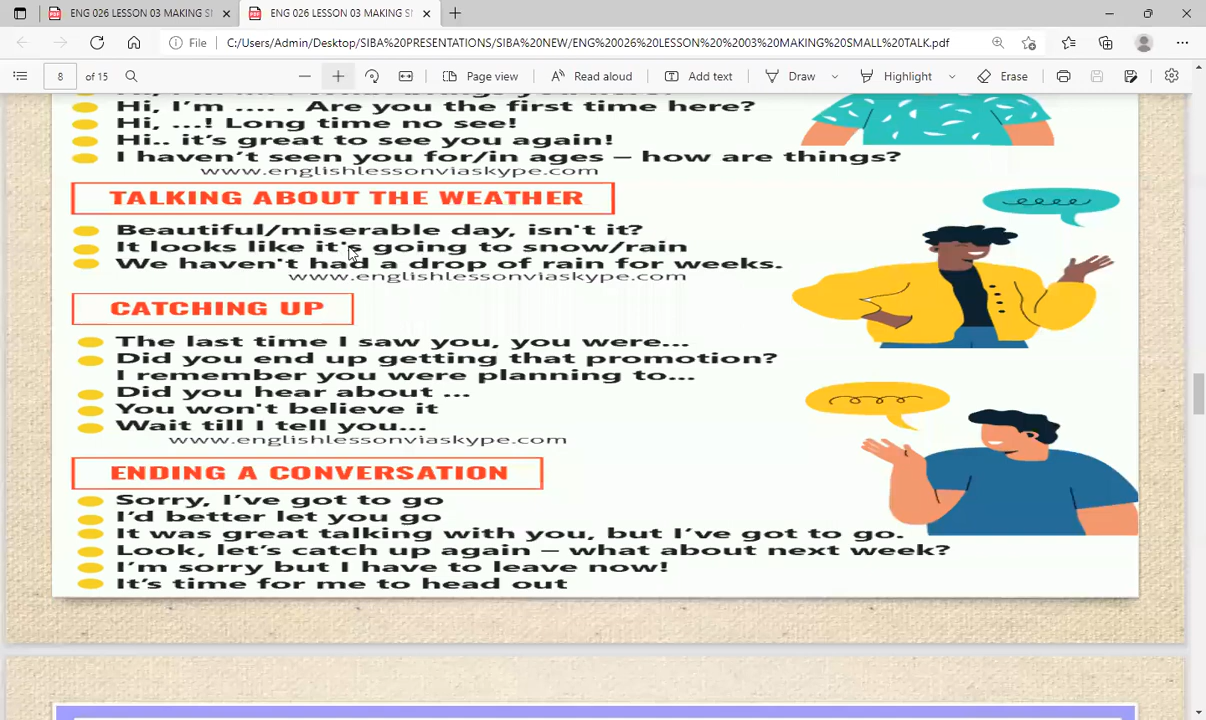 ENG 026 LESSON 03 MAKING S
ENG 026 LESSON 03 MAKING S
File
C:/Users/Admin/Desktop/SIBA%20PRESENTATIONS/SIBA%20NEW/ENG%20026%20LESSON%20%2003%20MAKING%20SMALL%20TALK.pdf
8 of 15
Page view
Read aloud
Add text
Draw
Highlight
Erase
Hi, I'm .... . Are you the first time here?
Hi, ...! Long time no see!
Hi.. it's great to see you again!
I haven't seen you for/in ages – how are things?
www.englishlessonviaskype.com
TALKING ABOUT THE WEATHER
Beautiful/miserable day, isn't it?
It looks like it's going to snow/rain
We haven't had a drop of rain for weeks.
www.englishlessonviaskype.com
CATCHING UP
The last time I saw you, you were...
Did you end up getting that promotion?
I remember you were planning to...
Did you hear about ...
You won't believe it
Wait till I tell you...
www.englishlessonviaskype.com
ENDING A CONVERSATION
Sorry, I've got to go
I'd better let you go
It was great talking with you, but I've got to go.
Look, let's catch up again – what about next week?
I'm sorry but I have to leave now!
It's time for me to head out